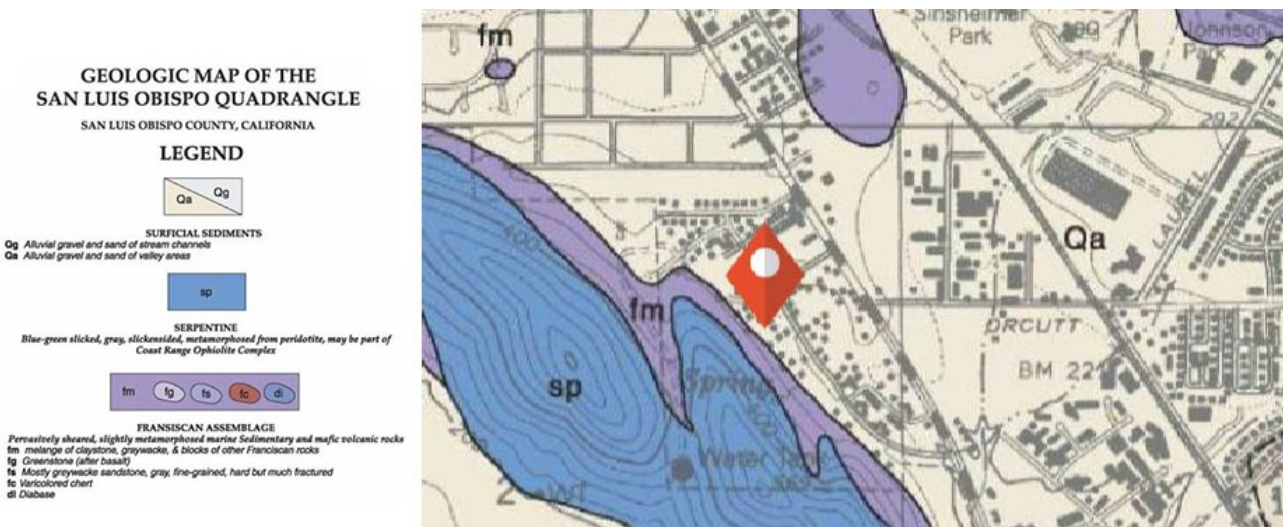 GEOLOGIC MAP OF THE
SAN LUIS OBISPO QUADRANGLE
SAN LUIS OBISPO COUNTY, CALIFORNIA
LEGEND
Qa
Qg
SURFICIAL SEDIMENTS
Qg Alluvial gravel and sand of stream channels
Qa Alluvial gravel and sand of valley areas
sp
SERPENTINE
Blue-green slicked, gray, slickensided, metamorphosed from peridotite, may be part of
Coast Range Ophiolite Complex
fm fg fs fc di
FRANSISCAN ASSEMBLAGE
Pervasively sheared, slightly metamorphosed marine Sedimentary and mafic volcanic rocks
fm melange of claystone, graywacke, & blocks of other Franciscan rocks
fg Greenstone (after basalt)
fs Mostly greywacke sandstone, gray, fine-grained, hard but much fractured
fc Varicolored chert
di Diabase
fm
Sinsheimer
Park
Johnson
Park
292
LAUREL
Qa
400
fm
ORCUTT
BM 221
sp
Spring
400
Water